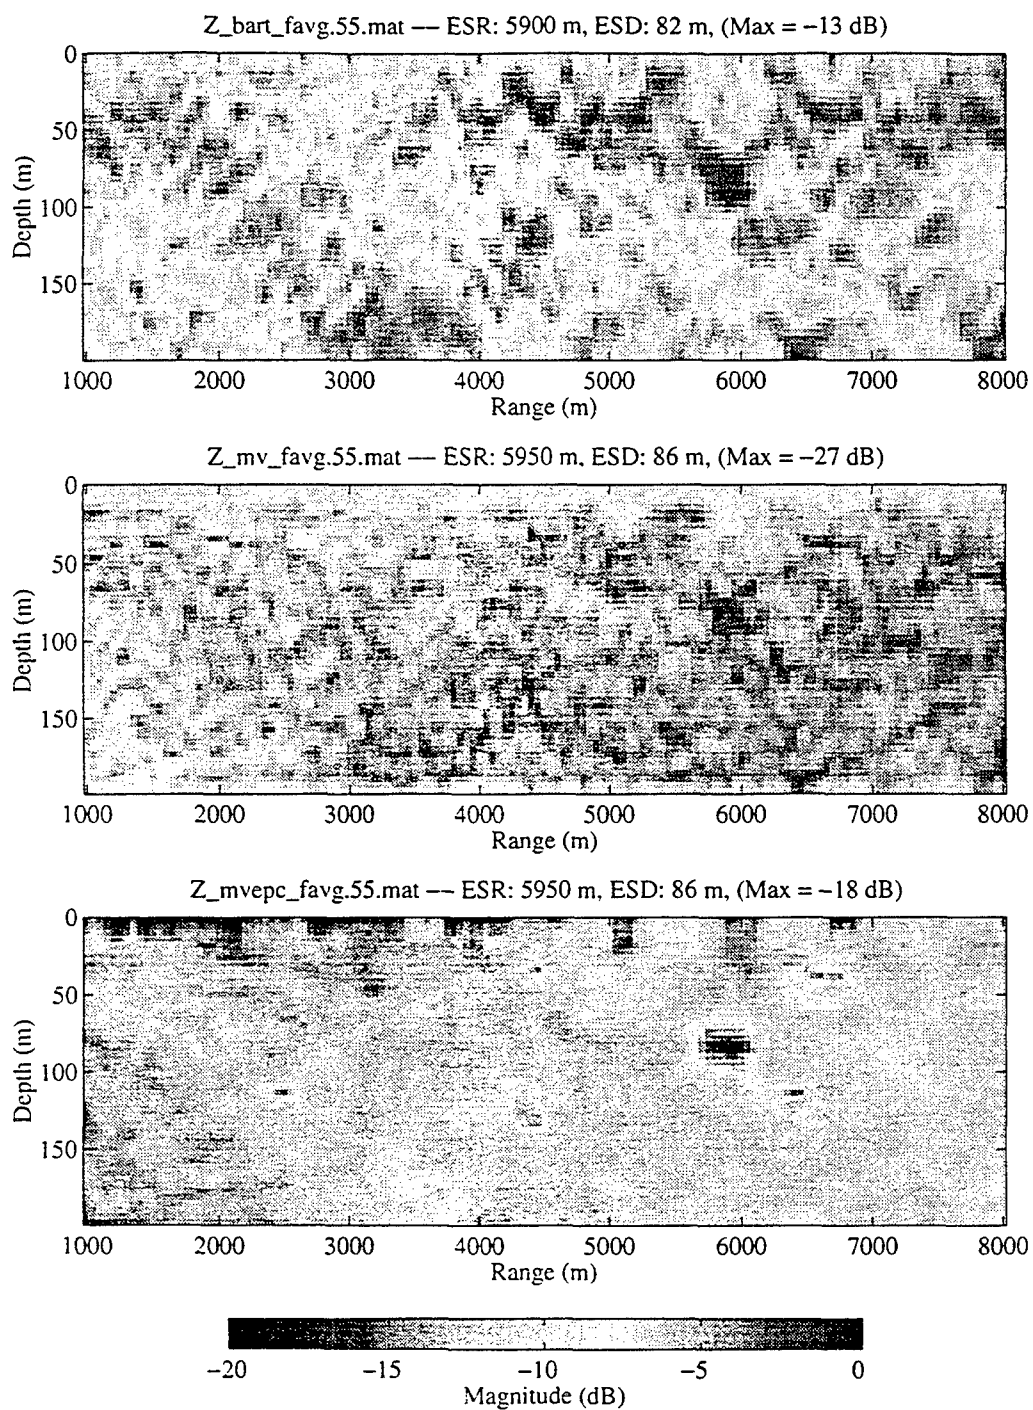 Z_bart_favg.55.mat — ESR: 5900 m, ESD: 82 m, (Max = −13 dB)
0
50
100
150
Depth (m)
1000 2000 3000 4000 5000 6000 7000 8000
Range (m)
Z_mv_favg.55.mat — ESR: 5950 m, ESD: 86 m, (Max = −27 dB)
0
50
100
150
Depth (m)
1000 2000 3000 4000 5000 6000 7000 8000
Range (m)
Z_mvepc_favg.55.mat — ESR: 5950 m, ESD: 86 m, (Max = −18 dB)
0
50
100
150
Depth (m)
1000 2000 3000 4000 5000 6000 7000 8000
Range (m)
−20 −15 −10 −5 0
Magnitude (dB)